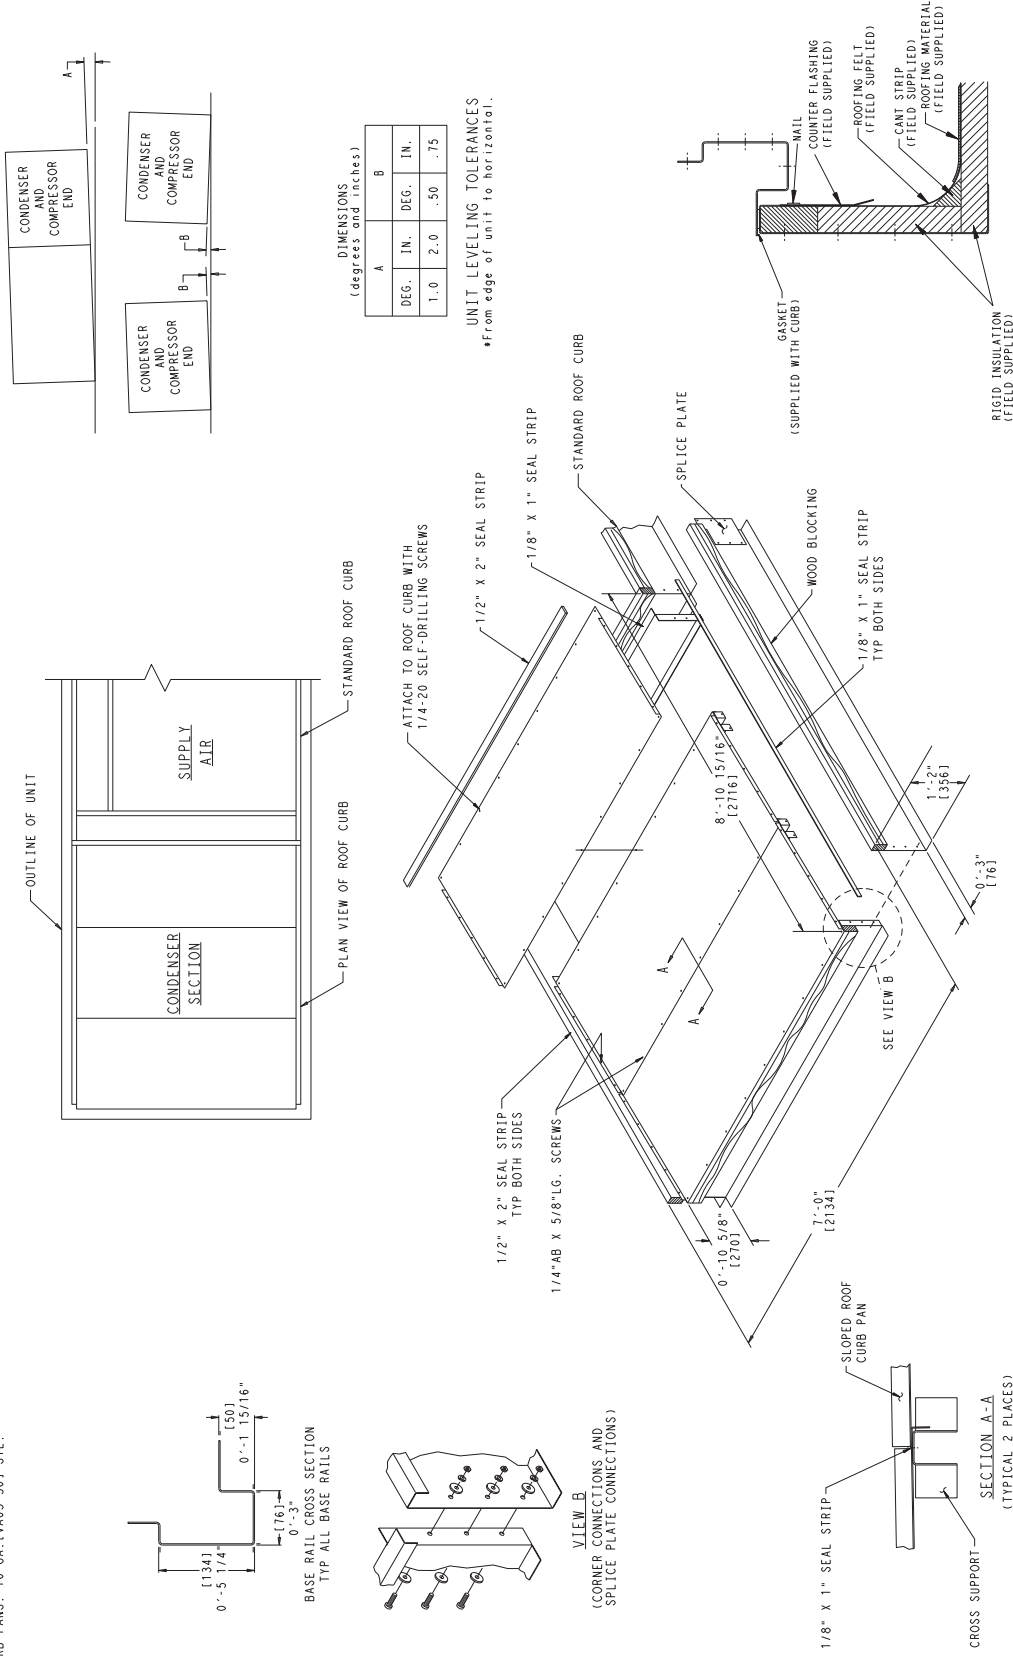 CONDENSER
AND
COMPRESSOR
END
A
CONDENSER
AND
COMPRESSOR
END
B
B
CONDENSER
AND
COMPRESSOR
END
DIMENSIONS
(degrees and inches)
A
B
DEG.
IN.
DEG.
IN.
1.0
2.0
.50
.75
UNIT LEVELING TOLERANCES
*From edge of unit to horizontal.
GASKET
(SUPPLIED WITH CURB)
NAIL
COUNTER FLASHING
(FIELD SUPPLIED)
ROOFING FELT
(FIELD SUPPLIED)
CANT STRIP
(FIELD SUPPLIED)
ROOFING MATERIAL
(FIELD SUPPLIED)
RIGID INSULATION
(FIELD SUPPLIED)
OUTLINE OF UNIT
CONDENSER
SECTION
SUPPLY
AIR
PLAN VIEW OF ROOF CURB
STANDARD ROOF CURB
ATTACH TO ROOF CURB WITH
1/4-20 SELF-DRILLING SCREWS
1/2" X 2" SEAL STRIP
1/8" X 1" SEAL STRIP
STANDARD ROOF CURB
SPLICE PLATE
WOOD BLOCKING
1/8" X 1" SEAL STRIP
TYP BOTH SIDES
8'-10 15/16"
[2716]
1'-2"
[356]
0'-3"
[76]
SEE VIEW B
A
A
1/2" X 2" SEAL STRIP
TYP BOTH SIDES
1/4"AB X 5/8"LG. SCREWS
0'-10 5/8"
[270]
7'-0"
[2134]
[134]
0'-5 1/4"
[76]
0'-3"
[50]
0'-1 15/16"
BASE RAIL CROSS SECTION
TYP ALL BASE RAILS
VIEW B
(CORNER CONNECTIONS AND
SPLICE PLATE CONNECTIONS)
1/8" X 1" SEAL STRIP
SLOPED ROOF
CURB PAN
CROSS SUPPORT
SECTION A-A
(TYPICAL 2 PLACES)